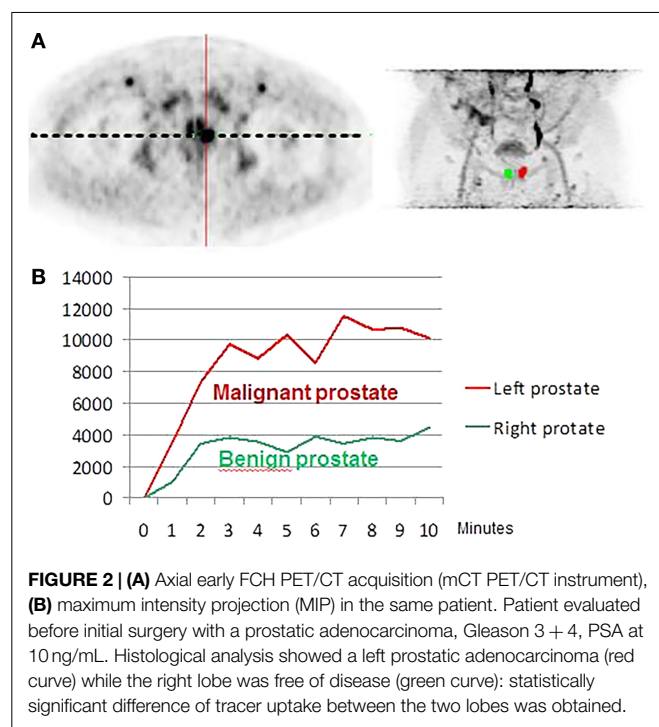 A
B
14000
12000
10000
8000
6000
4000
2000
0
Malignant prostate
Benign prostate
Left prostate
Right protate
0 1 2 3 4 5 6 7 8 9 10 Minutes
FIGURE 2 | (A) Axial early FCH PET/CT acquisition (mCT PET/CT instrument),
(B) maximum intensity projection (MIP) in the same patient. Patient evaluated
before initial surgery with a prostatic adenocarcinoma, Gleason 3 + 4, PSA at
10 ng/mL. Histological analysis showed a left prostatic adenocarcinoma (red
curve) while the right lobe was free of disease (green curve): statistically
significant difference of tracer uptake between the two lobes was obtained.